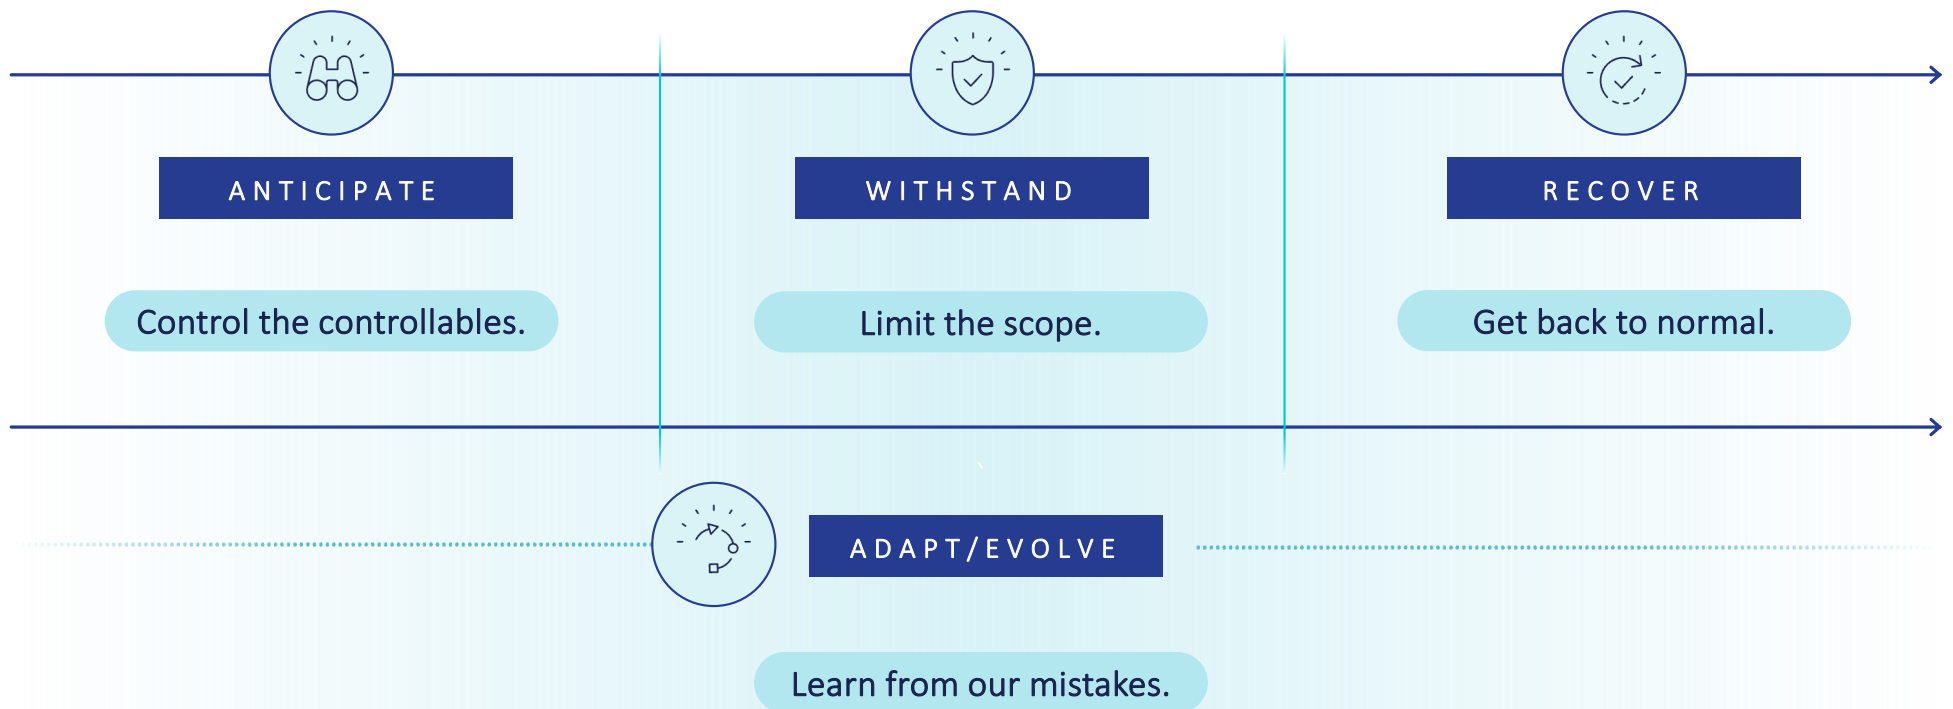 ANTICIPATE
WITHSTAND
RECOVER
Control the controllables.
Limit the scope.
Get back to normal.
ADAPT/EVOLVE
Learn from our mistakes.